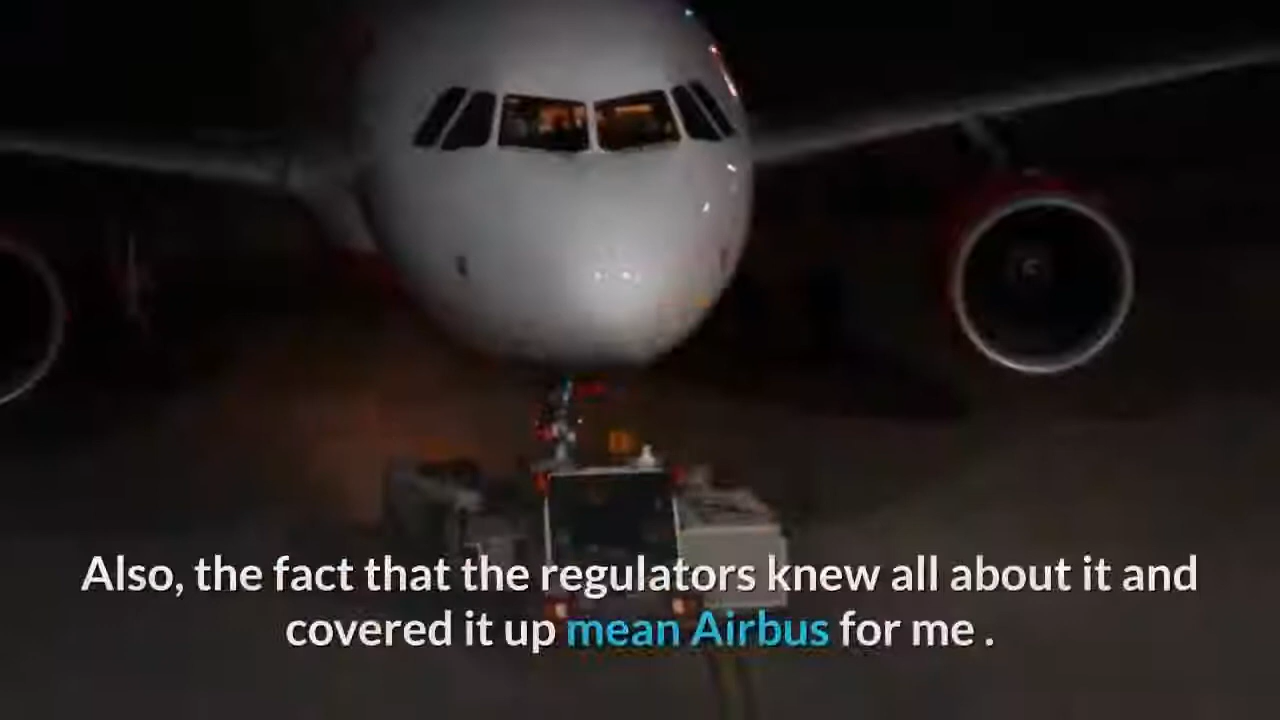 Also, the fact that the regulators knew all about it and
covered it up mean Airbus for me .